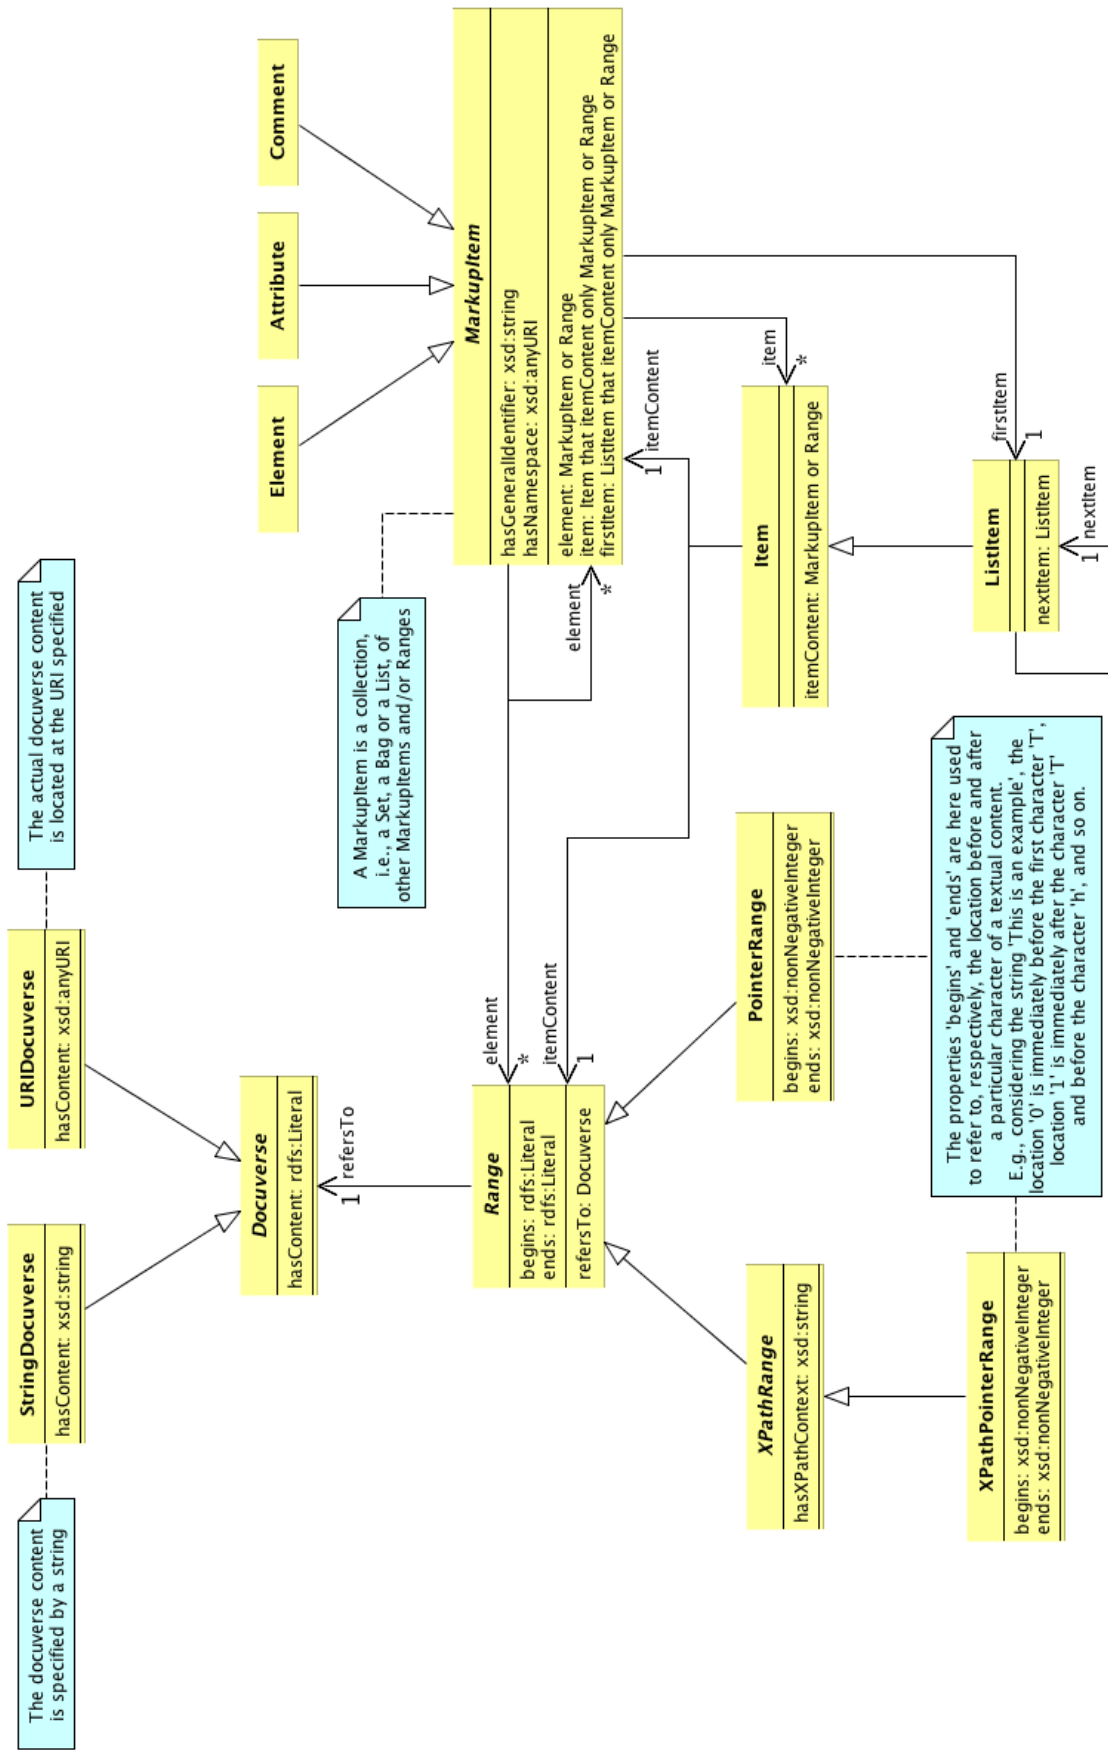 The docuverse content
is specified by a string
StringDocuverse
hasContent: xsd:string
URIDocuverse
hasContent: xsd:anyURI
The actual docuverse content
is located at the URI specified
Docuverse
hasContent: rdfs:Literal
1
refersTo
Range
begins: rdfs:Literal
ends: rdfs:Literal
refersTo: Docuverse
element
*
itemContent
1
XPathRange
hasXPathContext: xsd:string
XPathPointerRange
begins: xsd:nonNegativeInteger
ends: xsd:nonNegativeInteger
PointerRange
begins: xsd:nonNegativeInteger
ends: xsd:nonNegativeInteger
The properties 'begins' and 'ends' are here used
to refer to, respectively, the location before and after
a particular character of a textual content.
E.g., considering the string 'This is an example', the
location '0' is immediately before the first character 'T',
location '1' is immediately after the character 'T'
and before the character 'h', and so on.
Element
Attribute
Comment
A MarkupItem is a collection,
i.e., a Set, a Bag or a List, of
other MarkupItems and/or Ranges
MarkupItem
hasGeneralIdentifier: xsd:string
hasNamespace: xsd:anyURI
element: MarkupItem or Range
item: Item that itemContent only MarkupItem or Range
firstItem: ListItem that itemContent only MarkupItem or Range
element
*
1
itemContent
item
*
Item
itemContent: MarkupItem or Range
firstItem
1
ListItem
nextItem: ListItem
1
nextItem